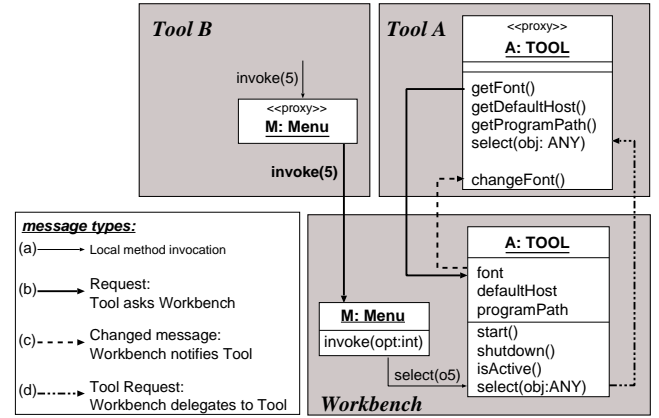 Tool B
invoke(5)
<<proxy>>
M: Menu
invoke(5)
Tool A
<<proxy>>
A: TOOL
getFont()
getDefaultHost()
getProgramPath()
select(obj: ANY)
changeFont()
message types:
(a) Local method invocation
(b) Request:
Tool asks Workbench
(c) Changed message:
Workbench notifies Tool
(d) Tool Request:
Workbench delegates to Tool
A: TOOL
font
defaultHost
programPath
start()
shutdown()
isActive()
select(obj:ANY)
M: Menu
invoke(opt:int)
select(o5)
Workbench